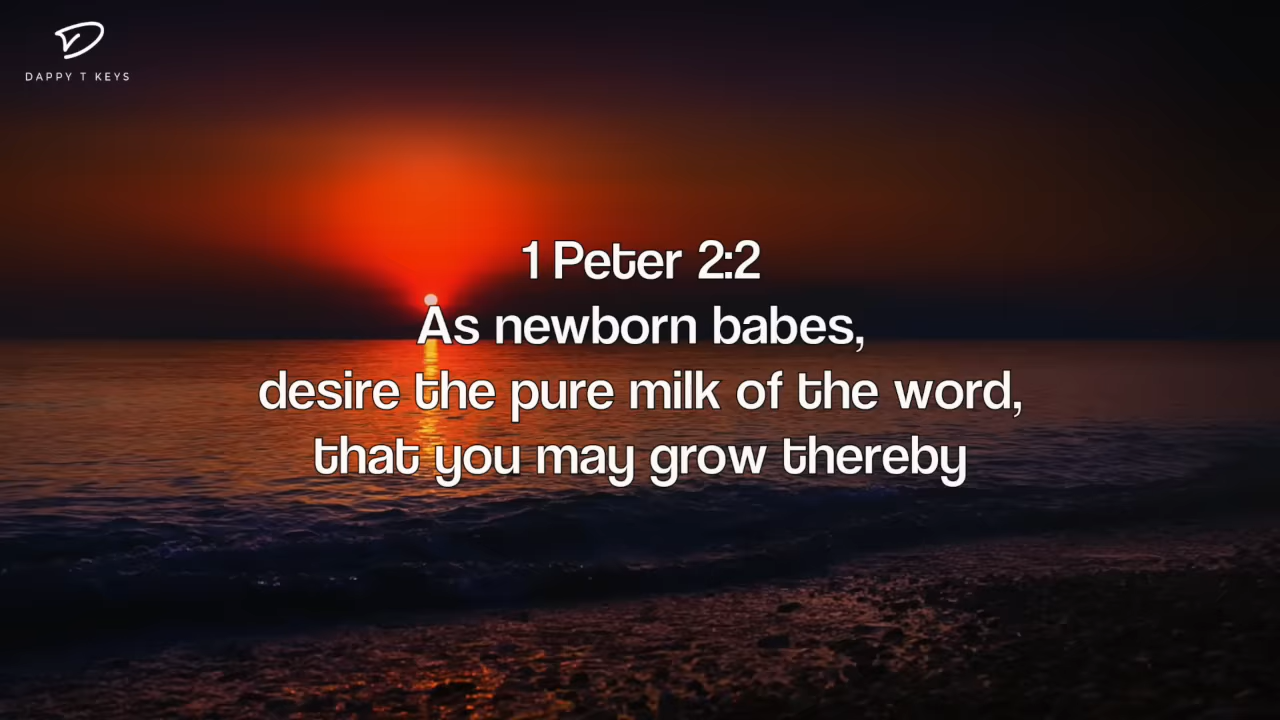 DAPPY T KEYS
1 Peter 2:2
As newborn babes,
desire the pure milk of the word,
that you may grow thereby